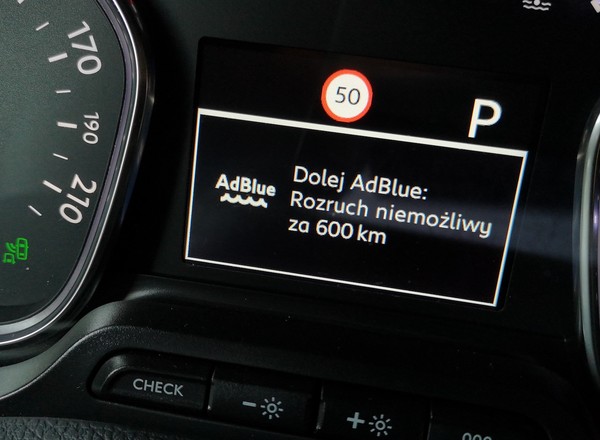 170
190
210
50
P
AdBlue
Dolej AdBlue:
Rozruch niemożliwy
za 600 km
CHECK